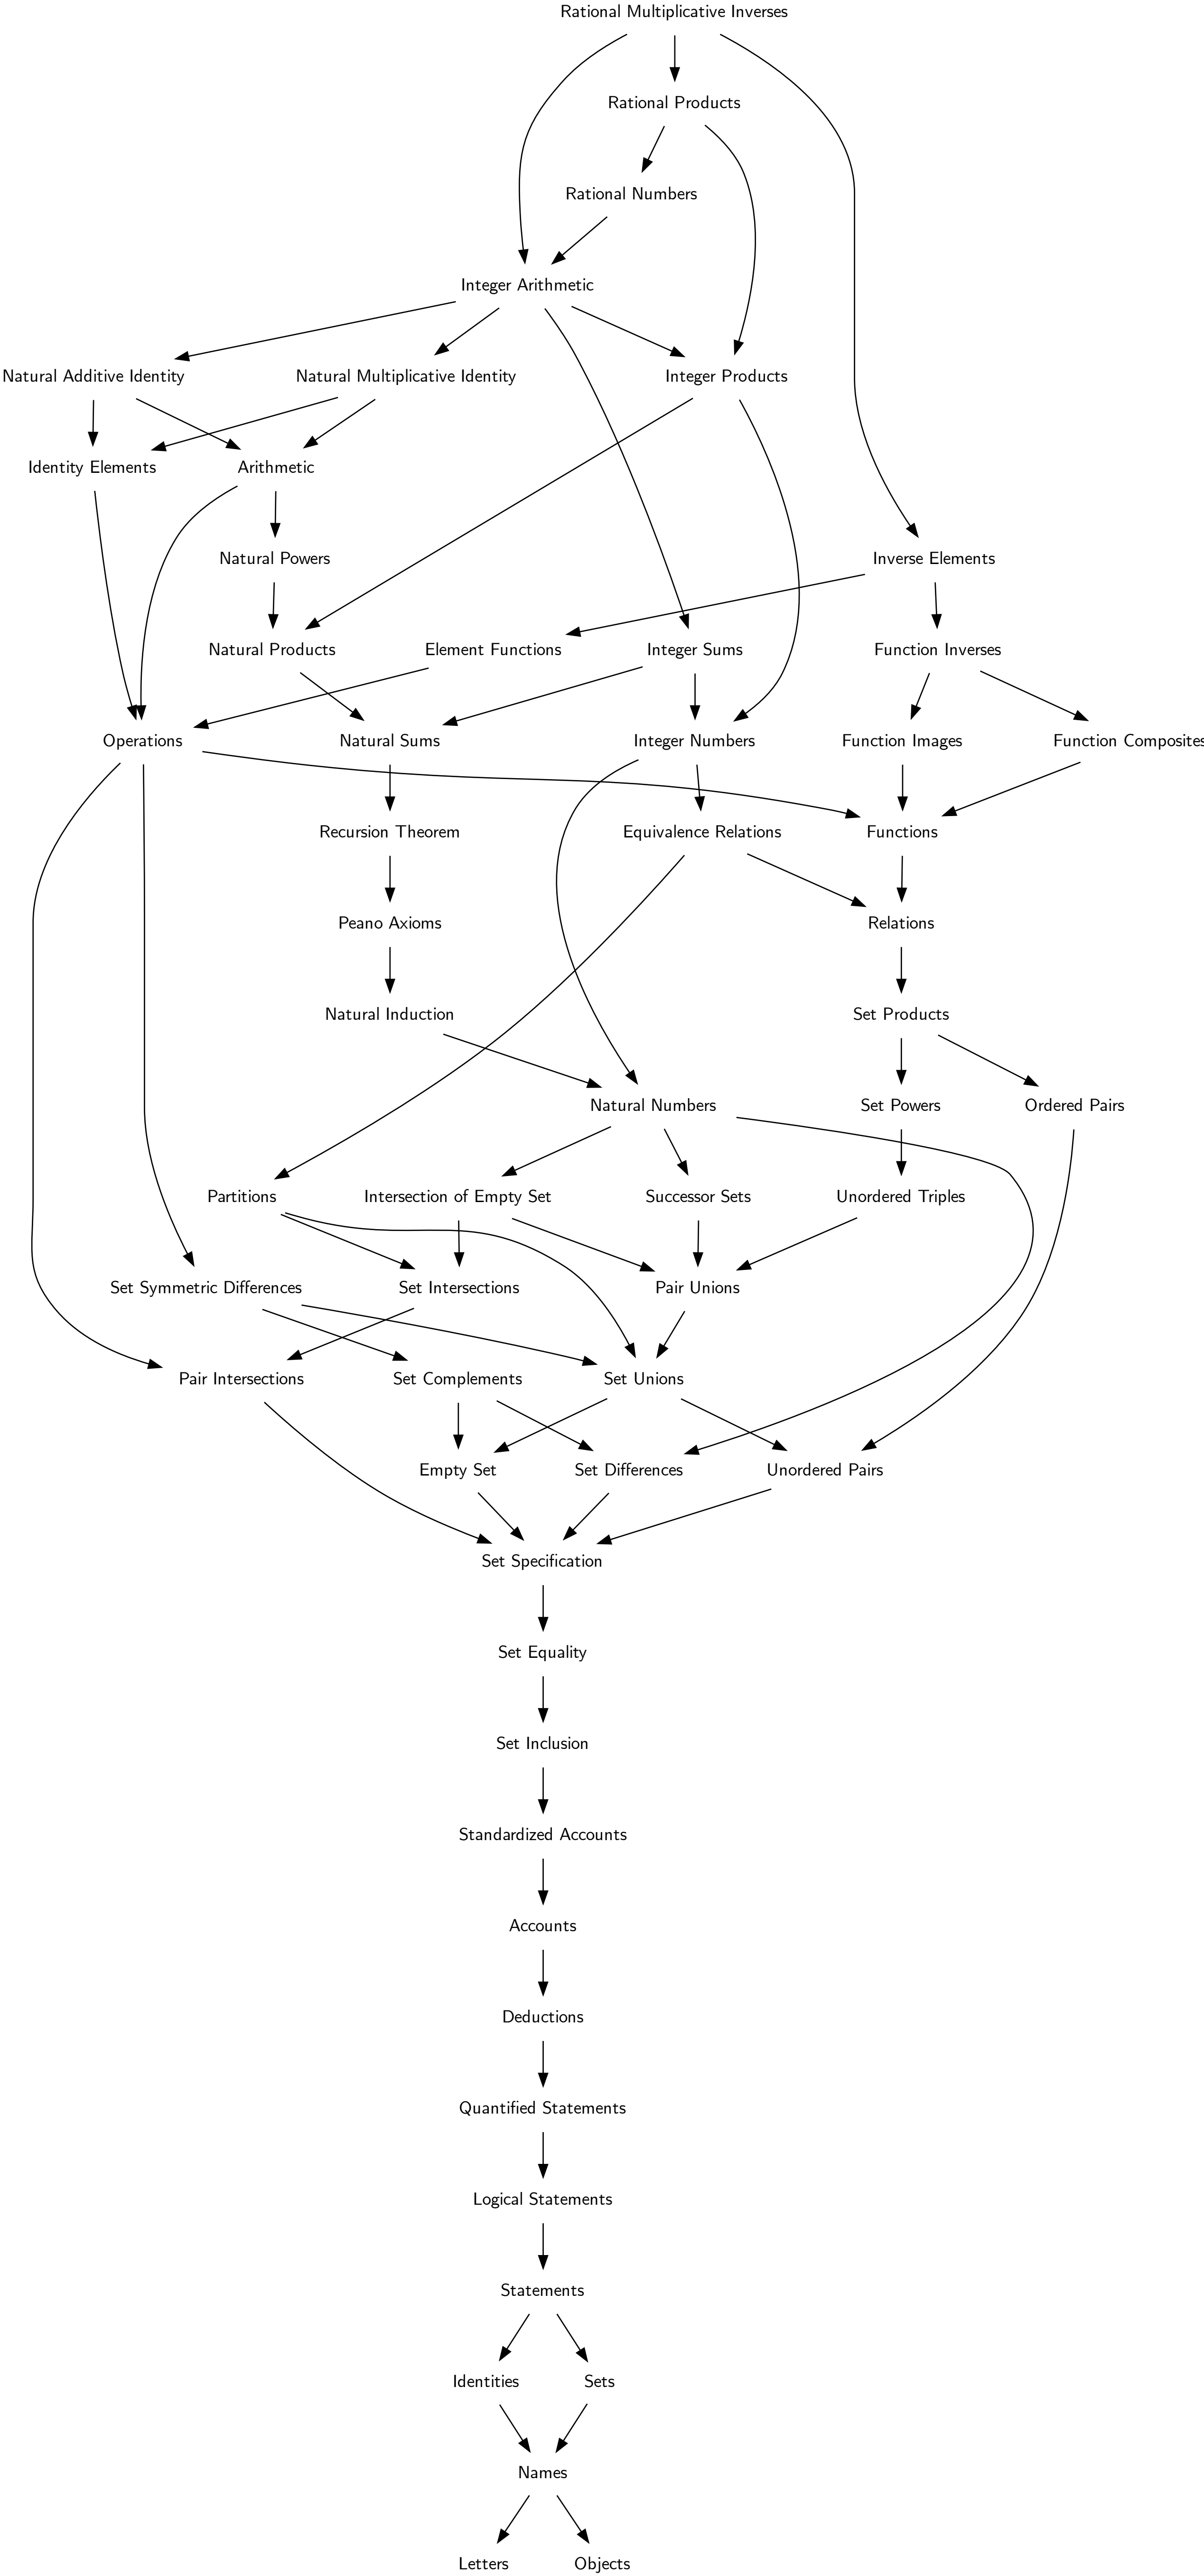 Rational Multiplicative Inverses
Rational Products
Rational Numbers
Integer Arithmetic
Natural Additive Identity
Natural Multiplicative Identity
Integer Products
Identity Elements
Arithmetic
Natural Powers
Inverse Elements
Natural Products
Element Functions
Integer Sums
Function Inverses
Operations
Natural Sums
Integer Numbers
Function Images
Function Composites
Recursion Theorem
Equivalence Relations
Functions
Peano Axioms
Relations
Natural Induction
Set Products
Natural Numbers
Set Powers
Ordered Pairs
Partitions
Intersection of Empty Set
Successor Sets
Unordered Triples
Set Symmetric Differences
Set Intersections
Pair Unions
Pair Intersections
Set Complements
Set Unions
Empty Set
Set Differences
Unordered Pairs
Set Specification
Set Equality
Set Inclusion
Standardized Accounts
Accounts
Deductions
Quantified Statements
Logical Statements
Statements
Identities
Sets
Names
Letters
Objects